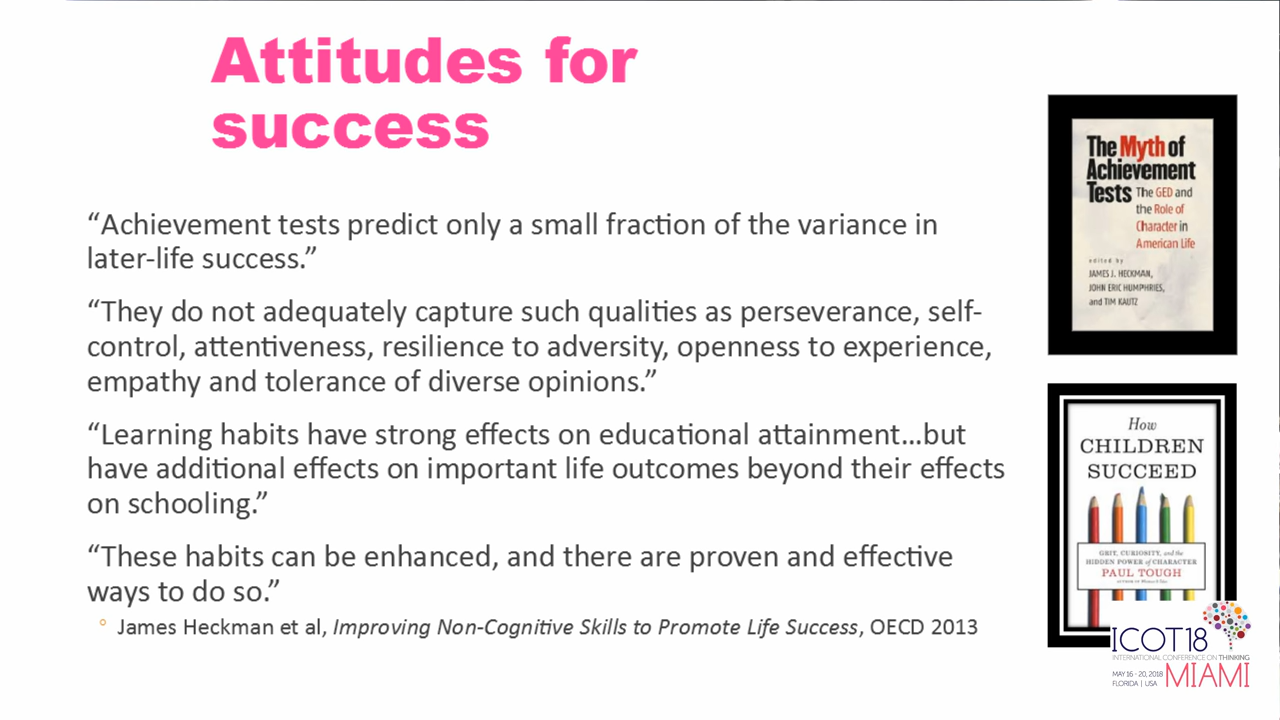 Attitudes for
success
“Achievement tests predict only a small fraction of the variance in
later-life success.”
“They do not adequately capture such qualities as perseverance, self-
control, attentiveness, resilience to adversity, openness to experience,
empathy and tolerance of diverse opinions.”
“Learning habits have strong effects on educational attainment…but
have additional effects on important life outcomes beyond their effects
on schooling.”
“These habits can be enhanced, and there are proven and effective
ways to do so.”
° James Heckman et al, Improving Non-Cognitive Skills to Promote Life Success, OECD 2013
The Myth of
Achievement
Tests The GED and
the Role of
Character in
American Life
edited by
JAMES J. HECKMAN,
JOHN ERIC HUMPHRIES,
and TIM KAUTZ
How
CHILDREN
SUCCEED
GRIT, CURIOSITY, and the
HIDDEN POWER of CHARACTER
PAUL TOUGH
ICOT18
INTERNATIONAL CONFERENCE ON THINKING
MAY 16 - 20, 2018
FLORIDA | USA
MIAMI